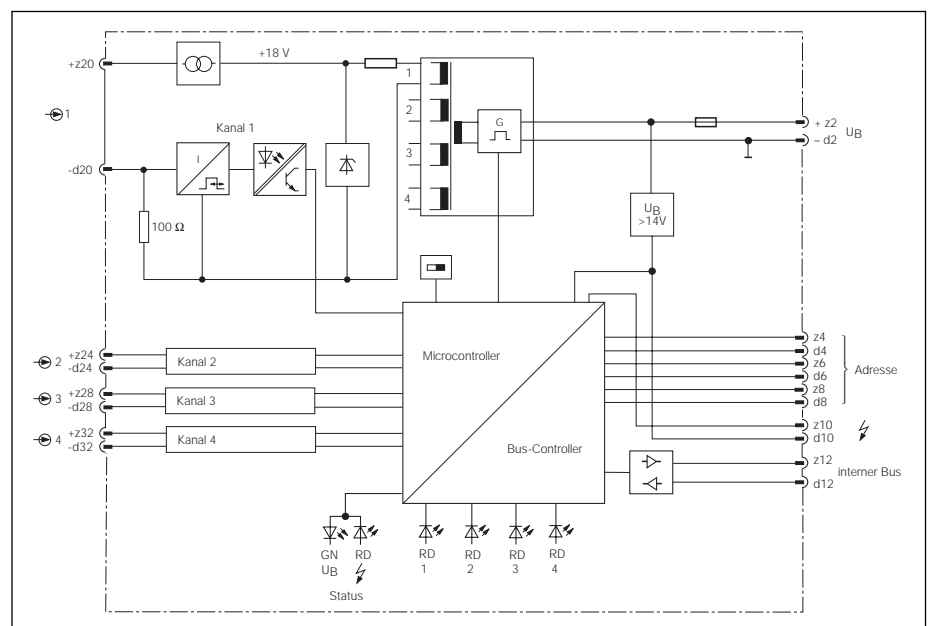 +z20
+18 V
1
1
2
3
4
G
+ z2
– d2
UB
Kanal 1
-d20
I
100 Ω
UB
>14V
Microcontroller
Bus-Controller
2
+z24
-d24
Kanal 2
3
+z28
-d28
Kanal 3
4
+z32
-d32
Kanal 4
z4
d4
z6
d6
z8
d8
Adresse
z10
d10
z12
d12
interner Bus
GN
UB
RD
Status
RD
1
RD
2
RD
3
RD
4